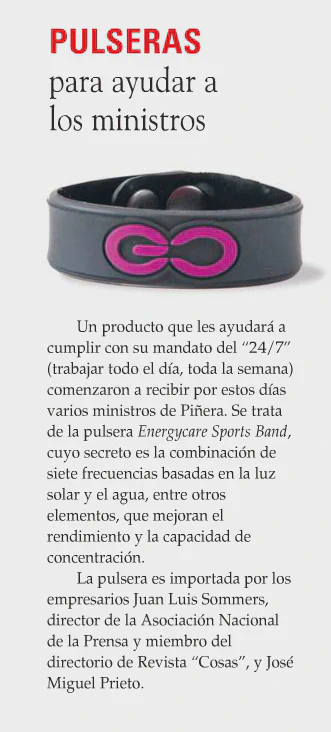 PULSERAS
para ayudar a
los ministros
Un producto que les ayudará a
cumplir con su mandato del “24/7”
(trabajar todo el día, toda la semana)
comenzaron a recibir por estos días
varios ministros de Piñera. Se trata
de la pulsera Energycare Sports Band,
cuyo secreto es la combinación de
siete frecuencias basadas en la luz
solar y el agua, entre otros
elementos, que mejoran el
rendimiento y la capacidad de
concentración.
La pulsera es importada por los
empresarios Juan Luis Sommers,
director de la Asociación Nacional
de la Prensa y miembro del
directorio de Revista “Cosas”, y José
Miguel Prieto.